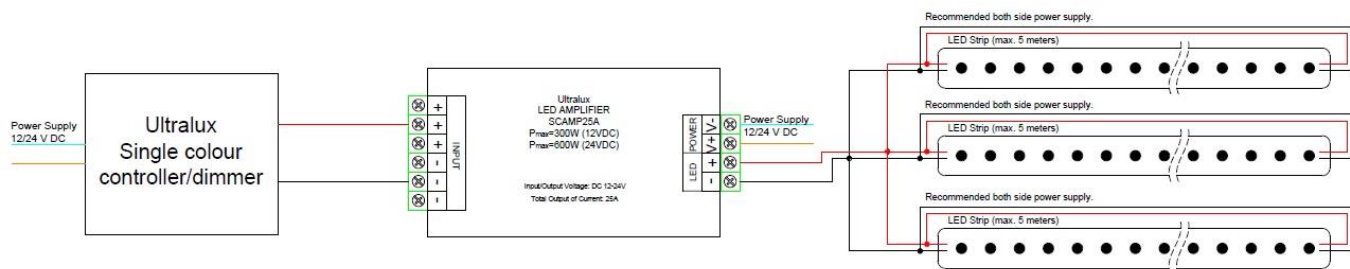 Power Supply
12/24 V DC
Ultralux
Single colour
controller/dimmer
+
+
+
-
-
-
INPUT
Ultralux
LED AMPLIFIER
SCAMP25A
Pmax=300W (12VDC)
Pmax=600W (24VDC)
Input/Output Voltage: DC 12-24V
Total Output of Current: 25A
POWER
LED
V-
V+
+
-
Power Supply
12/24 V DC
Recommended both side power supply.
LED Strip (max. 5 meters)
Recommended both side power supply.
LED Strip (max. 5 meters)
Recommended both side power supply.
LED Strip (max. 5 meters)